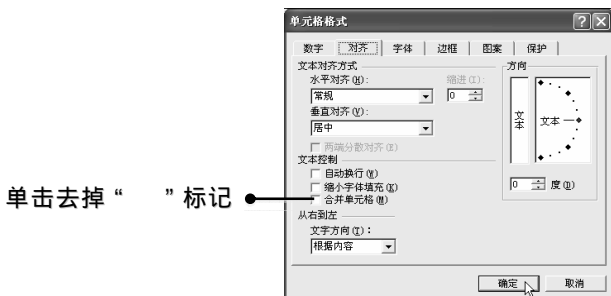 单元格格式
数字 对齐 字体 边框 图案 保护
文本对齐方式
水平对齐(H): 缩进(I):
常规 0
垂直对齐(V):
居中
两端分散对齐(E)
文本控制
自动换行(W)
缩小字体填充(K)
合并单元格(M)
从右到左
文字方向(T):
根据内容
方向
文本 文本
0 度(D)
单击去掉“ ”标记
确定 取消